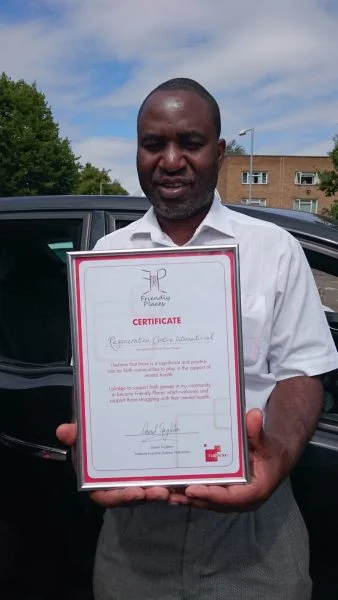 Friendly
Places
CERTIFICATE
Regeneration Centre International
I believe that there is a significant and positive
role for faith communities to play in the support of
mental health.
I pledge to support faith groups in my community
to become Friendly Places which welcome and
support those struggling with their mental health.